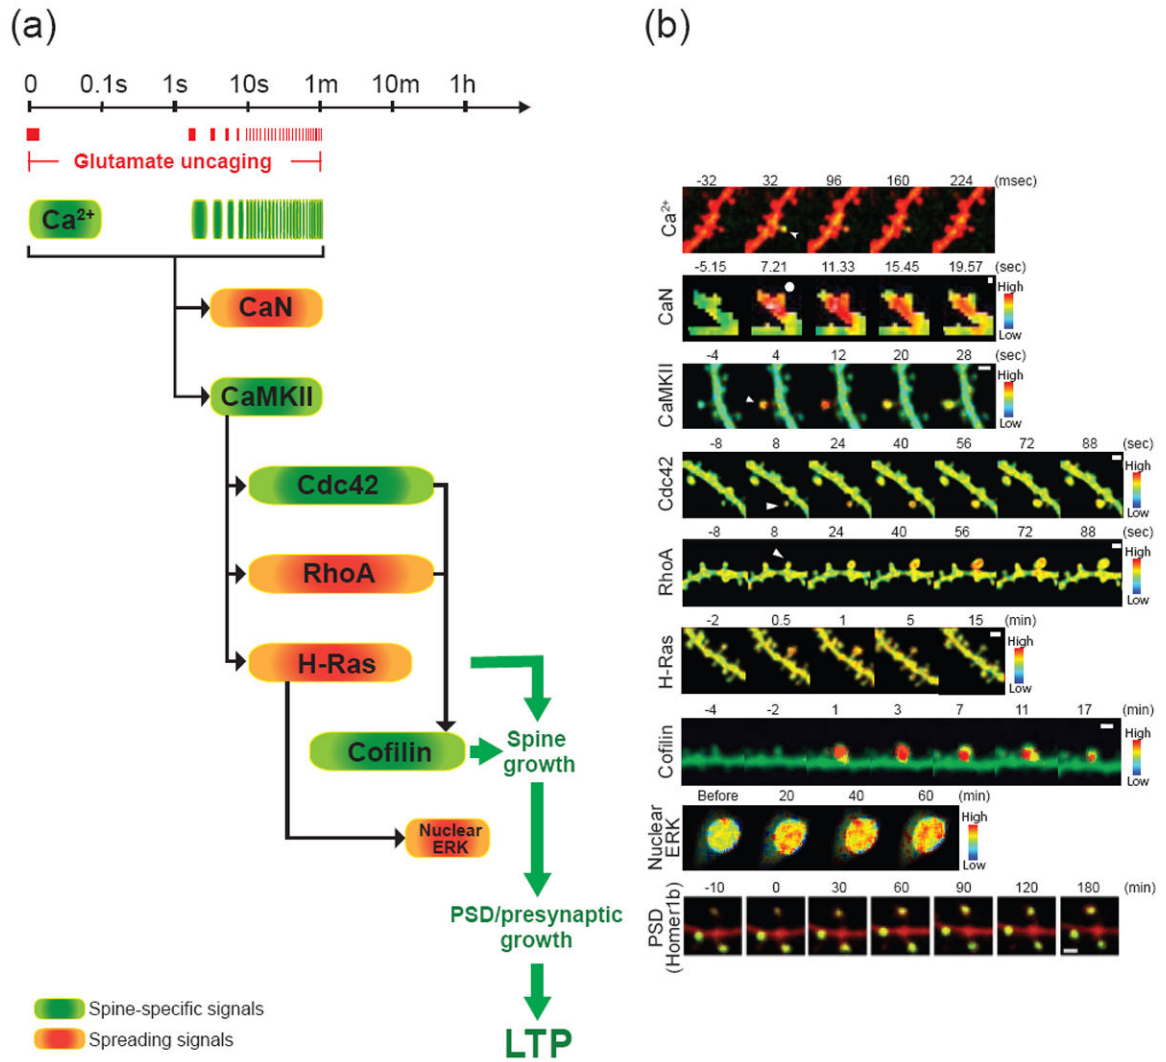 (a)
0 0.1s 1s 10s 1m 10m 1h
Glutamate uncaging
Ca²⁺
CaN
CaMKII
Cdc42
RhoA
H-Ras
Cofilin
Spine
growth
Nuclear
ERK
PSD/presynaptic
growth
LTP
Spine-specific signals
Spreading signals
(b)
-32 32 96 160 224 (msec)
Ca²⁺
-5.15 7.21 11.33 15.45 19.57 (sec)
CaN
High
Low
-4 4 12 20 28 (sec)
CaMKII
High
Low
-8 8 24 40 56 72 88 (sec)
Cdc42
High
Low
-8 8 24 40 56 72 88 (sec)
RhoA
High
Low
-2 0.5 1 5 15 (min)
H-Ras
High
Low
-4 -2 1 3 7 11 17 (min)
Cofilin
High
Low
Before 20 40 60 (min)
Nuclear
ERK
High
Low
-10 0 30 60 90 120 180 (min)
PSD
(Homer1b)